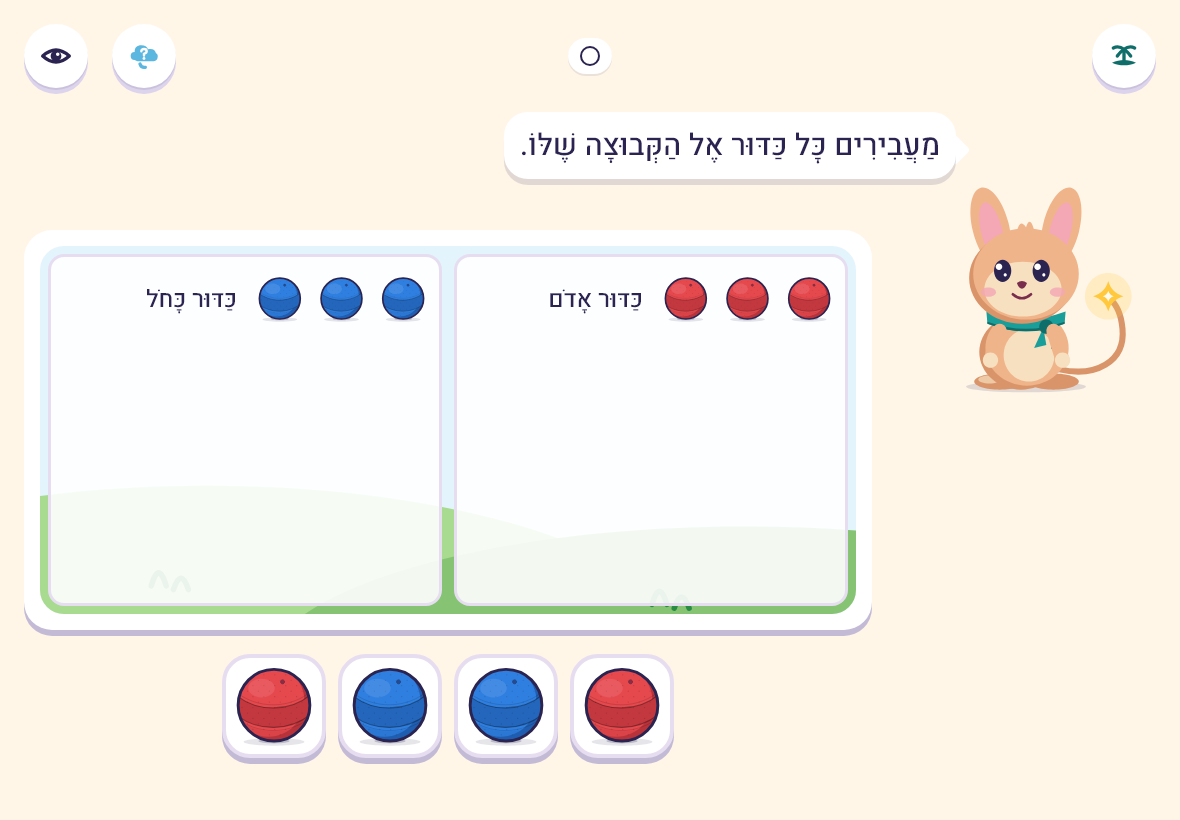 מַעֲבִירִים כָּל כַּדּוּר אֶל הַקְּבוּצָה שֶׁלּוֹ.
כַּדּוּר אָדֹם
כַּדּוּר כָּחֹל